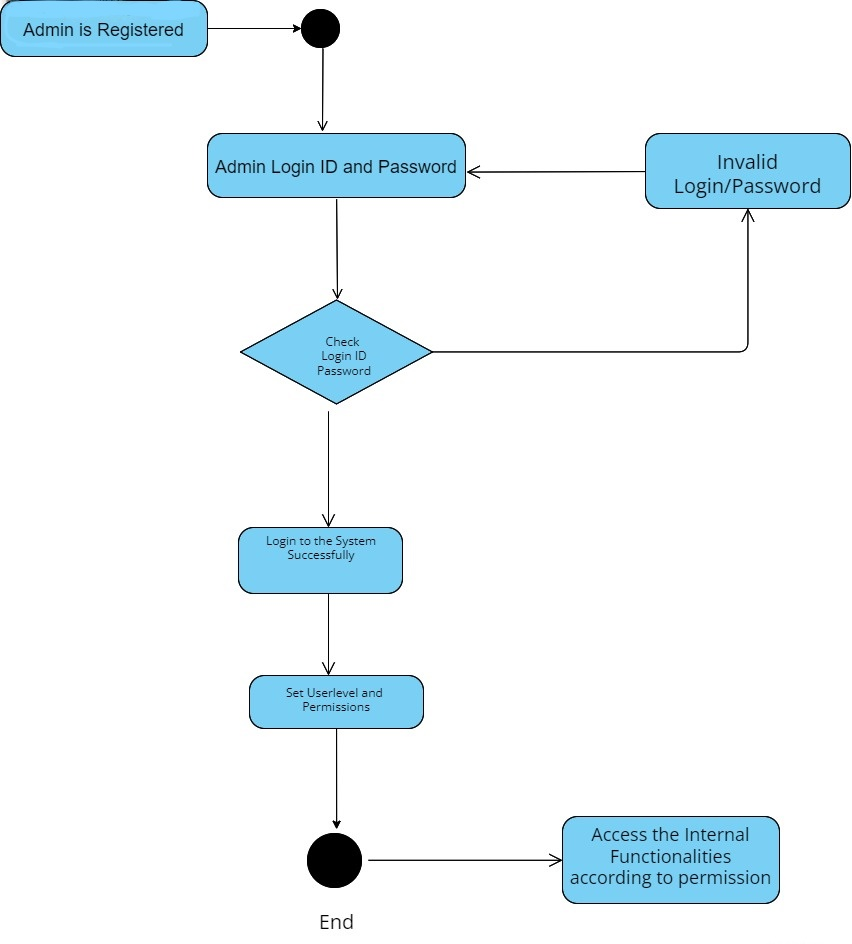 Admin is Registered
Admin Login ID and Password
Invalid
Login/Password
Check
Login ID
Password
Login to the System
Successfully
Set Userlevel and
Permissions
Access the Internal
Functionalities
according to permission
End